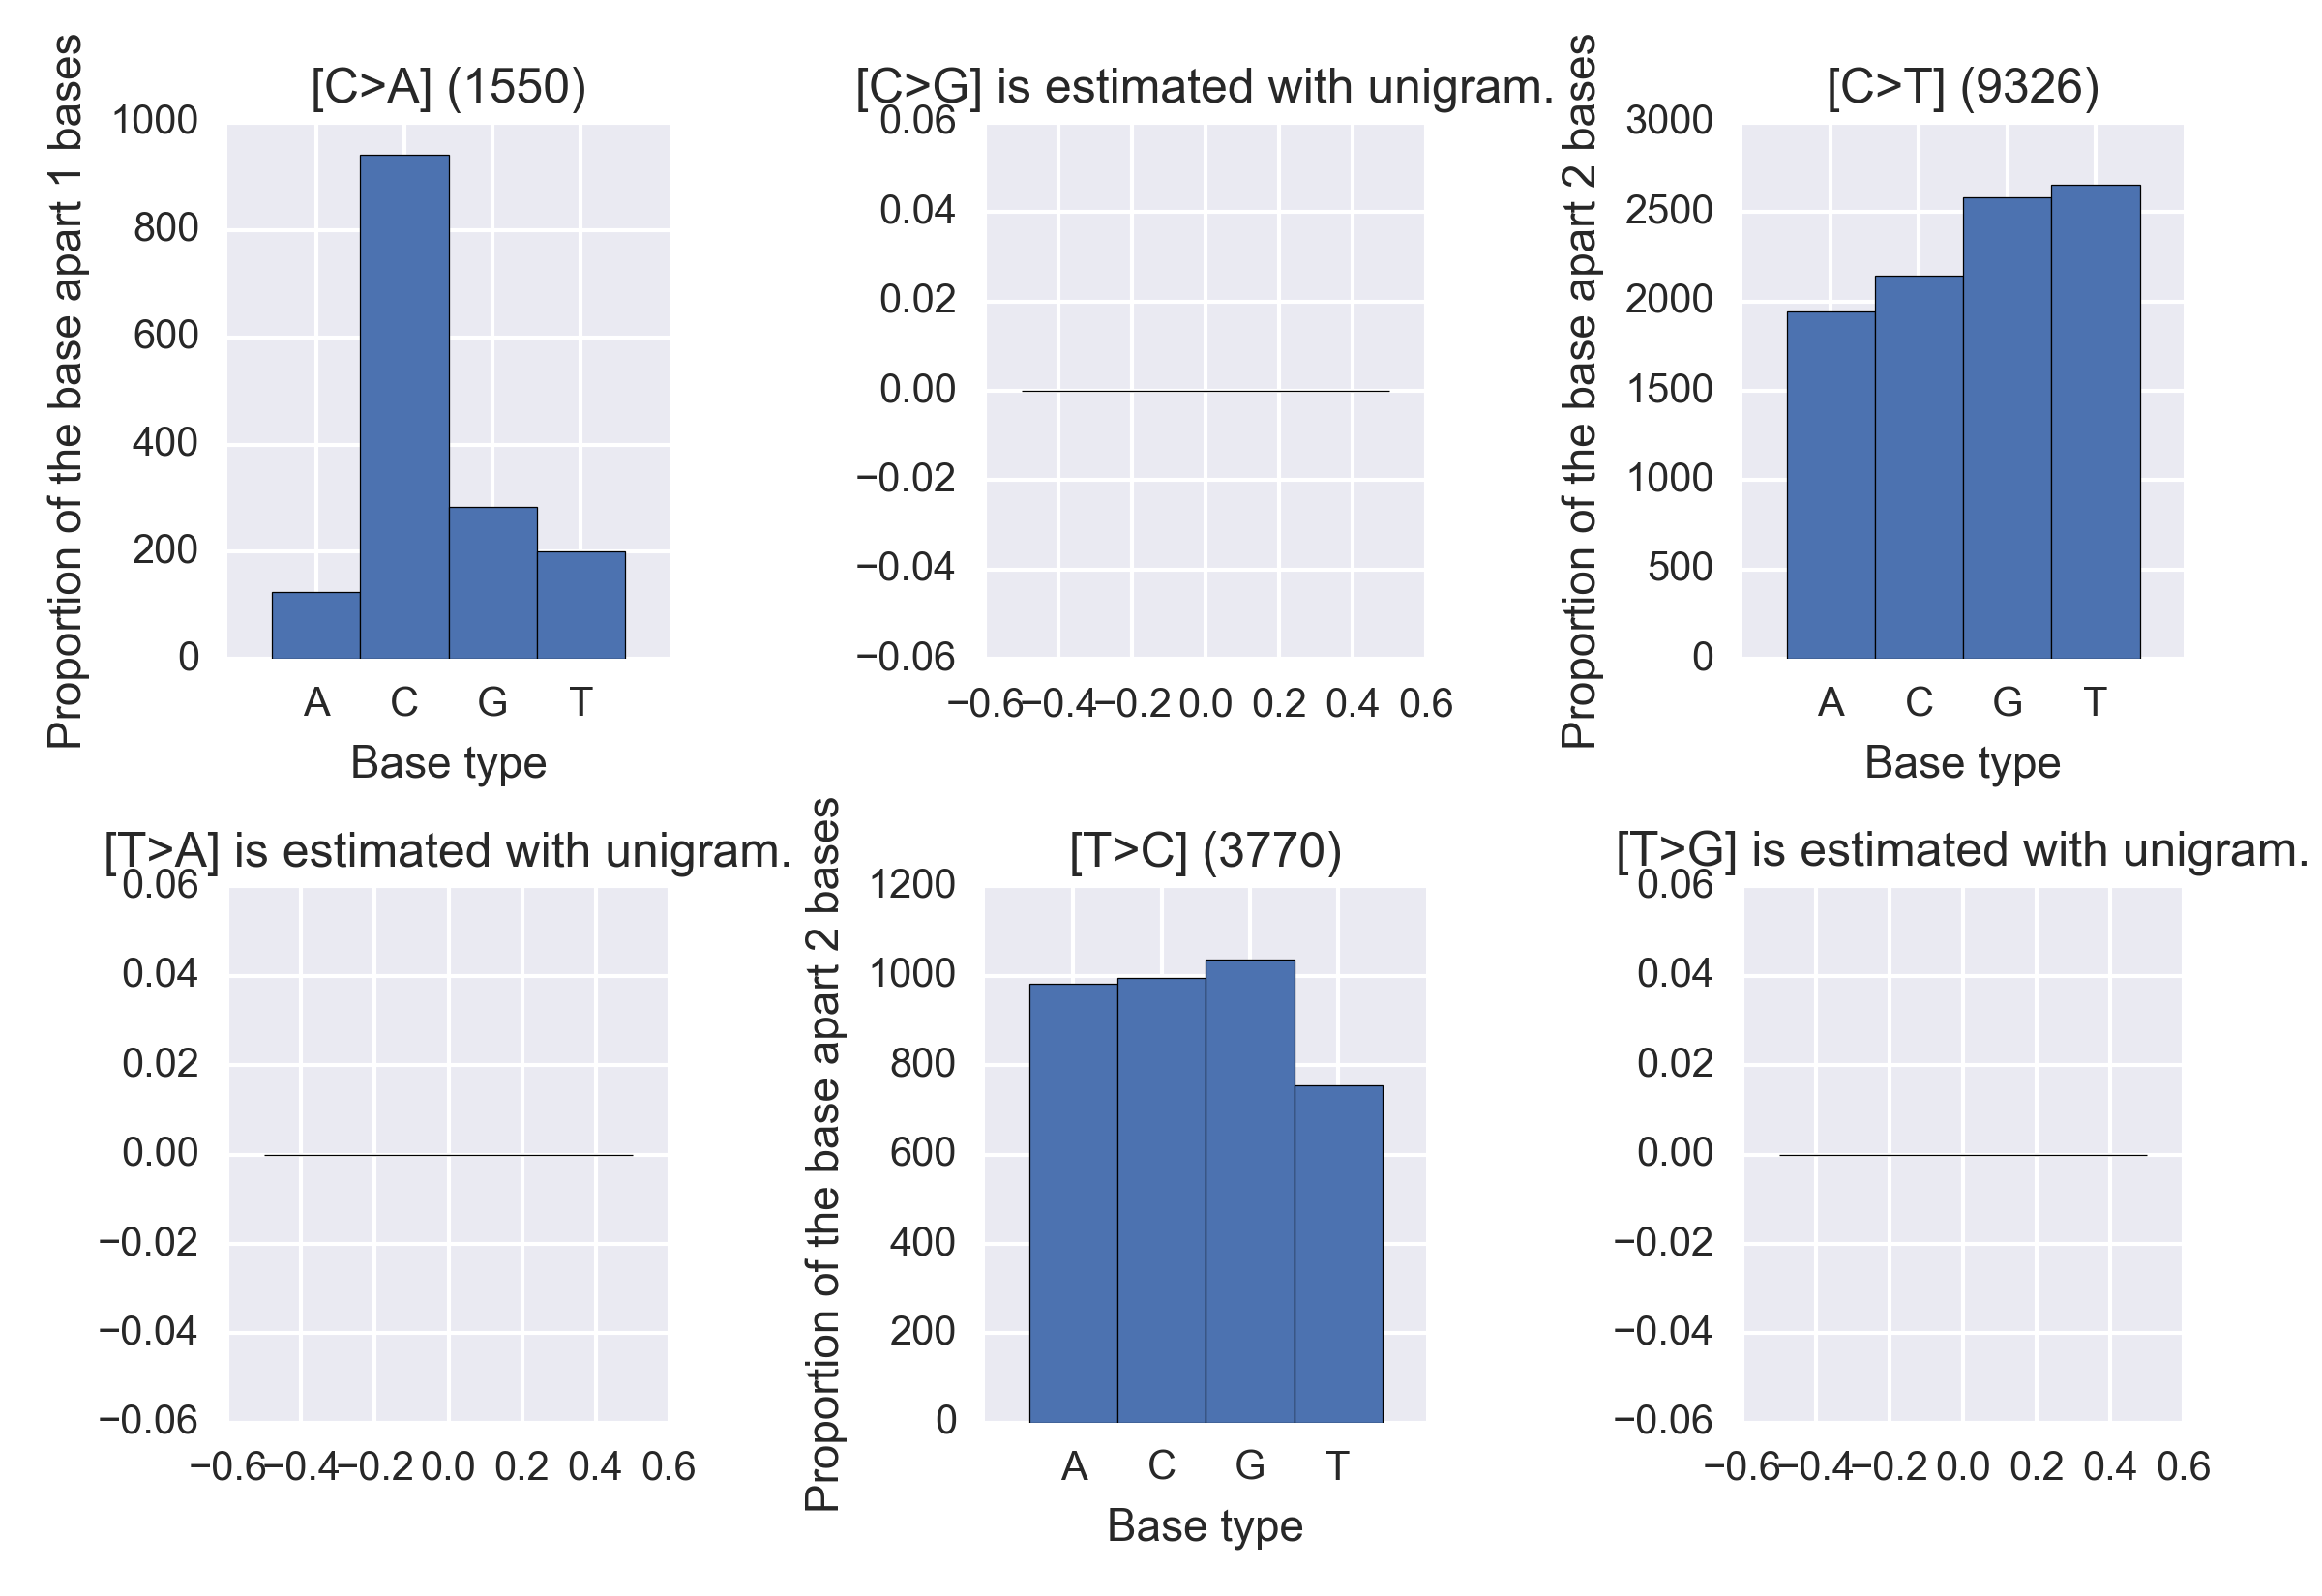 [C>A] (1550)
Proportion of the base apart 1 bases
1000
800
600
400
200
0
A C G T
Base type
[C>G] is estimated with unigram.
0.06
0.04
0.02
0.00
−0.02
−0.04
−0.06
−0.6 −0.4 −0.2 0.0 0.2 0.4 0.6
[C>T] (9326)
Proportion of the base apart 2 bases
3000
2500
2000
1500
1000
500
0
A C G T
Base type
[T>A] is estimated with unigram.
0.06
0.04
0.02
0.00
−0.02
−0.04
−0.06
−0.6 −0.4 −0.2 0.0 0.2 0.4 0.6
[T>C] (3770)
Proportion of the base apart 2 bases
1200
1000
800
600
400
200
0
A C G T
Base type
[T>G] is estimated with unigram.
0.06
0.04
0.02
0.00
−0.02
−0.04
−0.06
−0.6 −0.4 −0.2 0.0 0.2 0.4 0.6